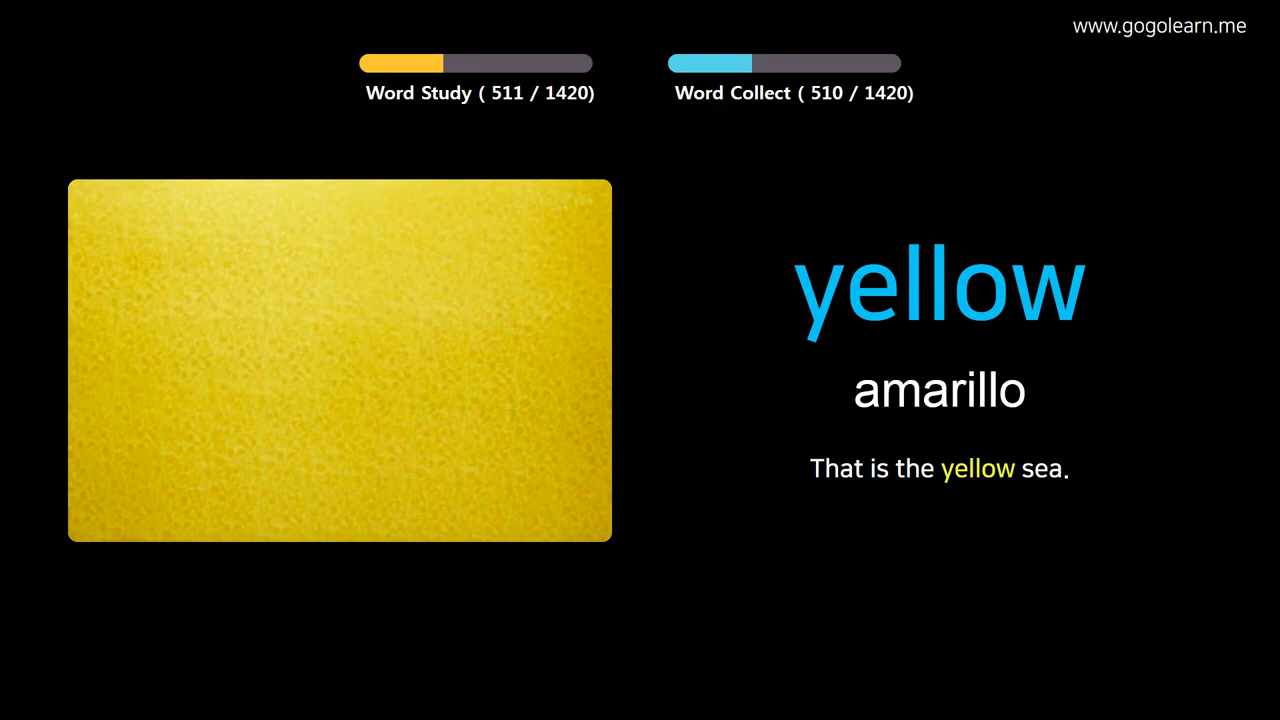 www.gogolearn.me
Word Study ( 511 / 1420)
Word Collect ( 510 / 1420)
yellow
amarillo
That is the yellow sea.